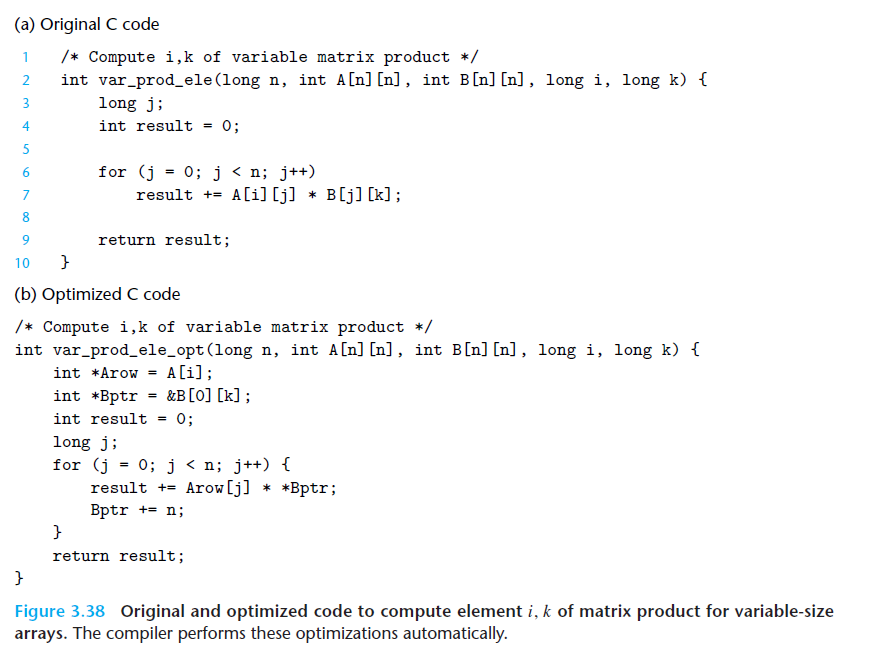 (a) Original C code
1 /* Compute i,k of variable matrix product */
2 int var_prod_ele(long n, int A[n][n], int B[n][n], long i, long k) {
3 long j;
4 int result = 0;
5
6 for (j = 0; j < n; j++)
7 result += A[i][j] * B[j][k];
8
9 return result;
10 }
(b) Optimized C code
/* Compute i,k of variable matrix product */
int var_prod_ele_opt(long n, int A[n][n], int B[n][n], long i, long k) {
int *Arow = A[i];
int *Bptr = &B[0][k];
int result = 0;
long j;
for (j = 0; j < n; j++) {
result += Arow[j] * *Bptr;
Bptr += n;
}
return result;
}
Figure 3.38 Original and optimized code to compute element i, k of matrix product for variable-size
arrays. The compiler performs these optimizations automatically.